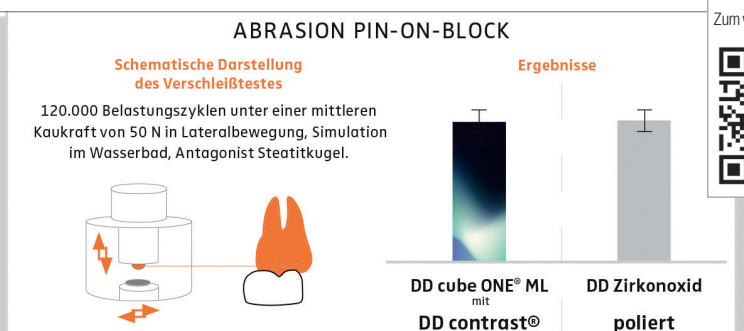 Zum
ABRASION PIN-ON-BLOCK
Schematische Darstellung
des Verschleißtestes
120.000 Belastungszyklen unter einer mittleren
Kaukraft von 50 N in Lateralbewegung, Simulation
im Wasserbad, Antagonist Steatitkugel.
Ergebnisse
DD cube ONE® ML
mit
DD contrast®
DD Zirkonoxid
poliert